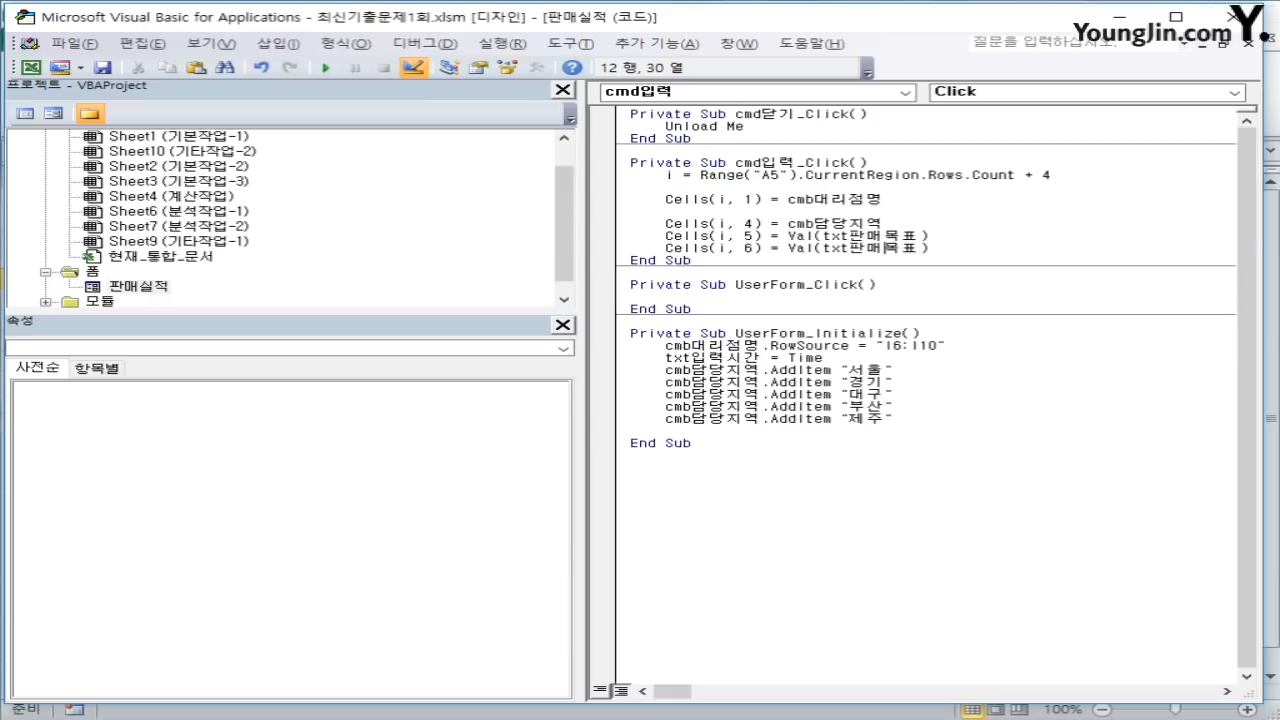 Microsoft Visual Basic for Applications - 최신기출문제1회.xlsm [디자인] - [판매실적 (코드)]
YoungJin.com Y.
파일(F) 편집(E) 보기(V) 삽입(I) 형식(O) 디버그(D) 실행(R) 도구(T) 추가 기능(A) 창(W) 도움말(H)
질문을 입력하십시오.
12 행, 30 열
프로젝트 - VBAProject
Sheet1 (기본작업-1)
Sheet10 (기타작업-2)
Sheet2 (기본작업-2)
Sheet3 (기본작업-3)
Sheet4 (계산작업)
Sheet6 (분석작업-1)
Sheet7 (분석작업-2)
Sheet9 (기타작업-1)
현재_통합_문서
폼
판매실적
모듈
속성
사전순 항목별
cmd입력 Click
Private Sub cmd닫기_Click()
Unload Me
End Sub
Private Sub cmd입력_Click()
i = Range("A5").CurrentRegion.Rows.Count + 4
Cells(i, 1) = cmb대리점명
Cells(i, 4) = cmb담당지역
Cells(i, 5) = Val(txt판매목표)
Cells(i, 6) = Val(txt판매목표)
End Sub
Private Sub UserForm_Click()
End Sub
Private Sub UserForm_Initialize()
cmb대리점명.RowSource = "I6:I10"
txt입력시간 = Time
cmb담당지역.AddItem "서울"
cmb담당지역.AddItem "경기"
cmb담당지역.AddItem "대구"
cmb담당지역.AddItem "부산"
cmb담당지역.AddItem "제주"
End Sub
준비
100%